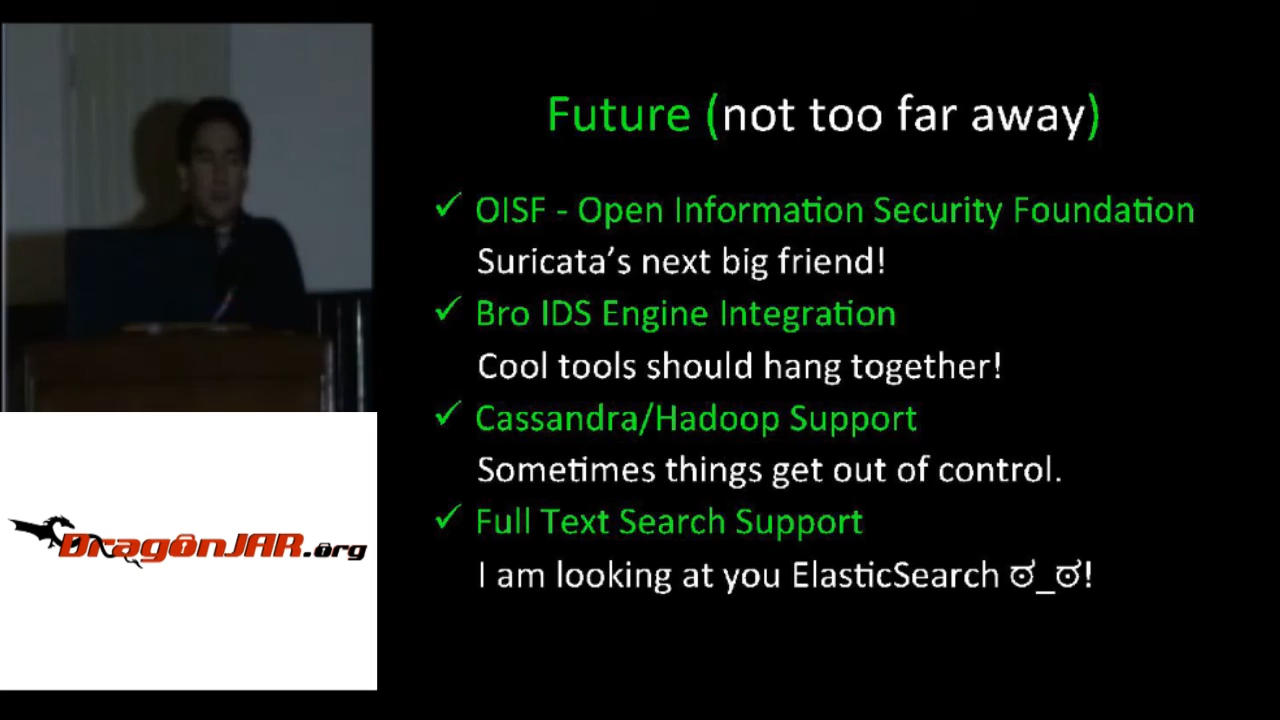 Future (not too far away)
✓ OISF - Open Information Security Foundation
Suricata’s next big friend!
✓ Bro IDS Engine Integration
Cool tools should hang together!
✓ Cassandra/Hadoop Support
Sometimes things get out of control.
✓ Full Text Search Support
I am looking at you ElasticSearch ಠ_ಠ!
DragonJAR.org